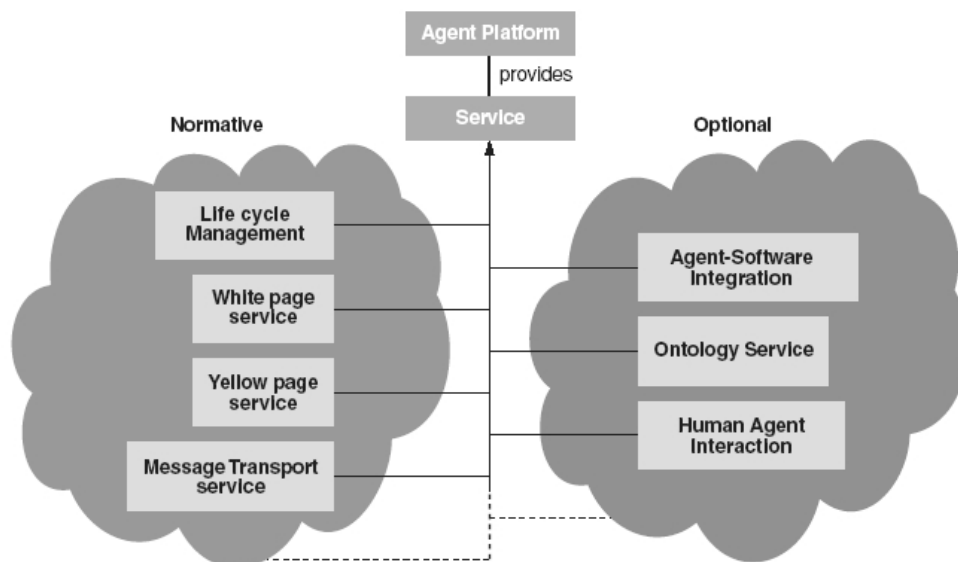 Agent Platform
provides
Service
Normative
Optional
Life cycle
Management
White page
service
Yellow page
service
Message Transport
service
Agent-Software
Integration
Ontology Service
Human Agent
Interaction